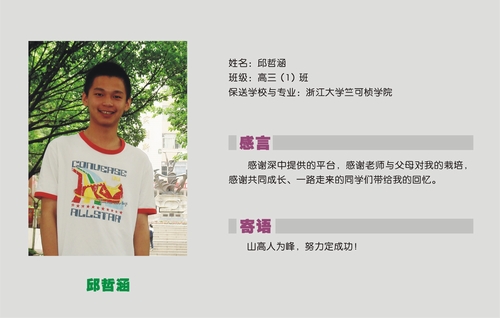 姓名：邱哲涵
班级：高三（1）班
保送学校与专业：浙江大学竺可桢学院
感言
感谢深中提供的平台，感谢老师与父母对我的栽培，
感谢共同成长、一路走来的同学们带给我的回忆。
寄语
山高人为峰，努力定成功！
CONVERSE
ALLSTAR
邱哲涵